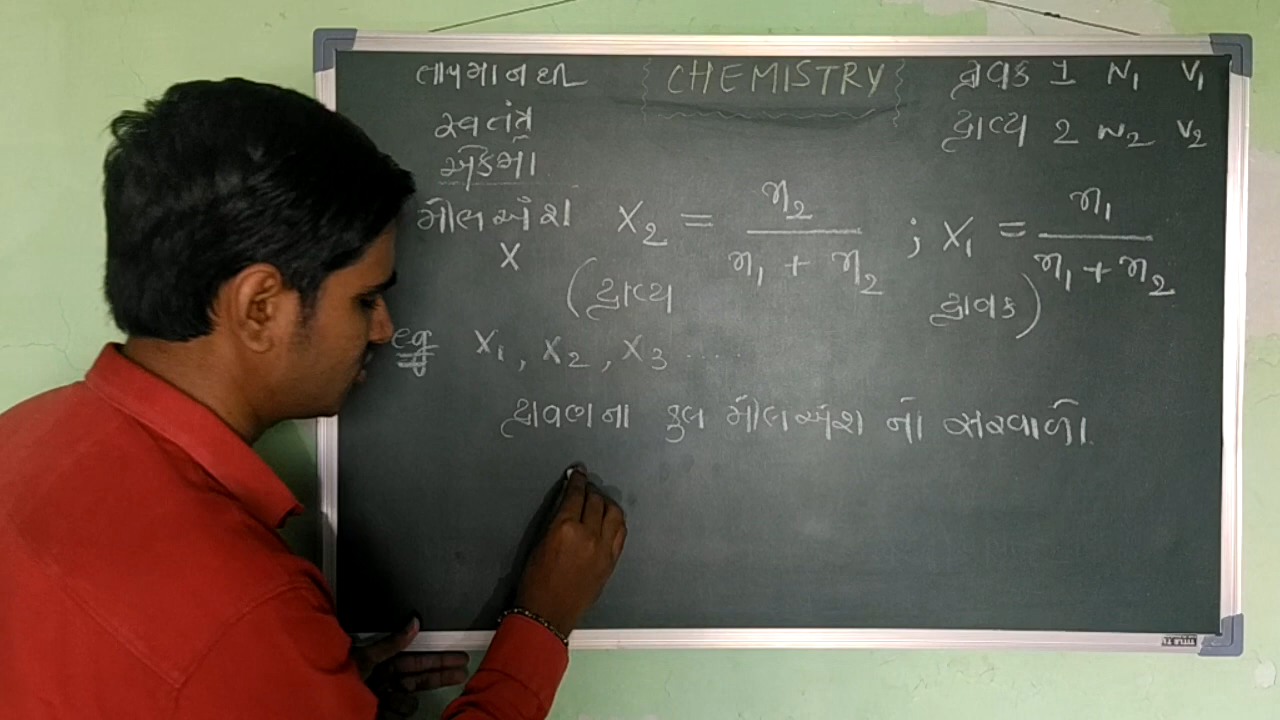 તાપમાનથી
સ્વતંત્ર
એકમો
CHEMISTRY
દ્રાવક 1 N₁ V₁
દ્રાવ્ય 2 N₂ V₂
મોલઅંશ X₂ = n₂ / n₁ + n₂ ; X₁ = n₁ / n₁ + n₂
X (દ્રાવ્ય દ્રાવક)
eg X₁, X₂, X₃ .....
દ્રાવણના કુલ મોલઅંશ નો સરવાળો